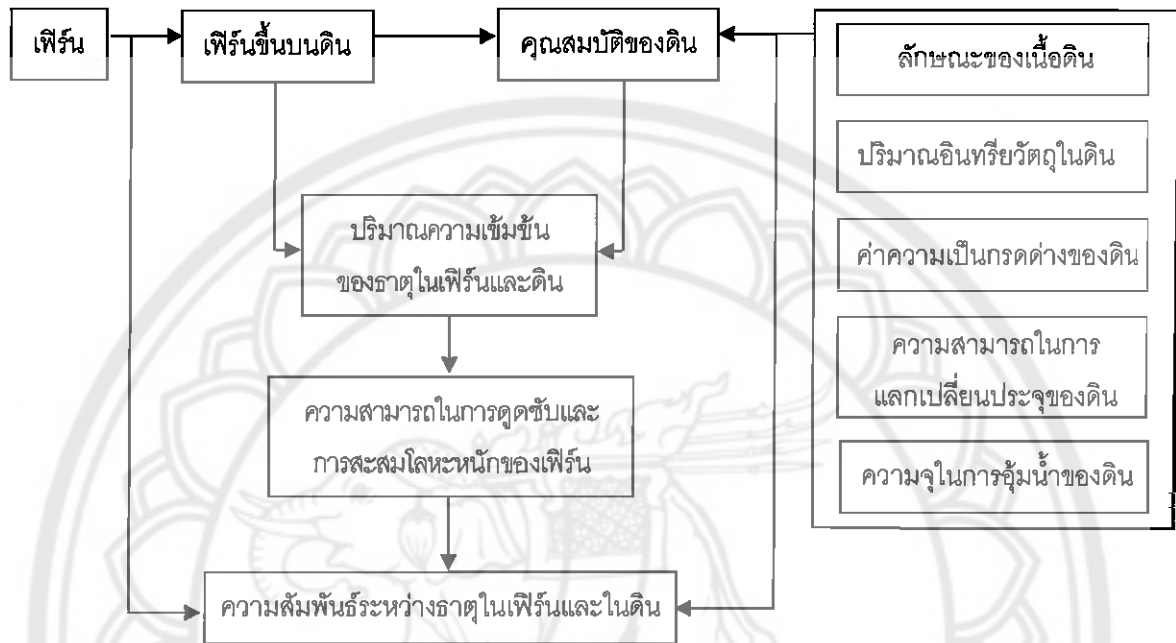 เฟิร์น
เฟิร์นขึ้นบนดิน
คุณสมบัติของดิน
ลักษณะของเนื้อดิน
ปริมาณอินทรียวัตถุในดิน
ค่าความเป็นกรดด่างของดิน
ความสามารถในการ
แลกเปลี่ยนประจุของดิน
ความจุในการอุ้มน้ำของดิน
ปริมาณความเข้มข้น
ของธาตุในเฟิร์นและดิน
ความสามารถในการดูดซับและ
การสะสมโลหะหนักของเฟิร์น
ความสัมพันธ์ระหว่างธาตุในเฟิร์นและในดิน